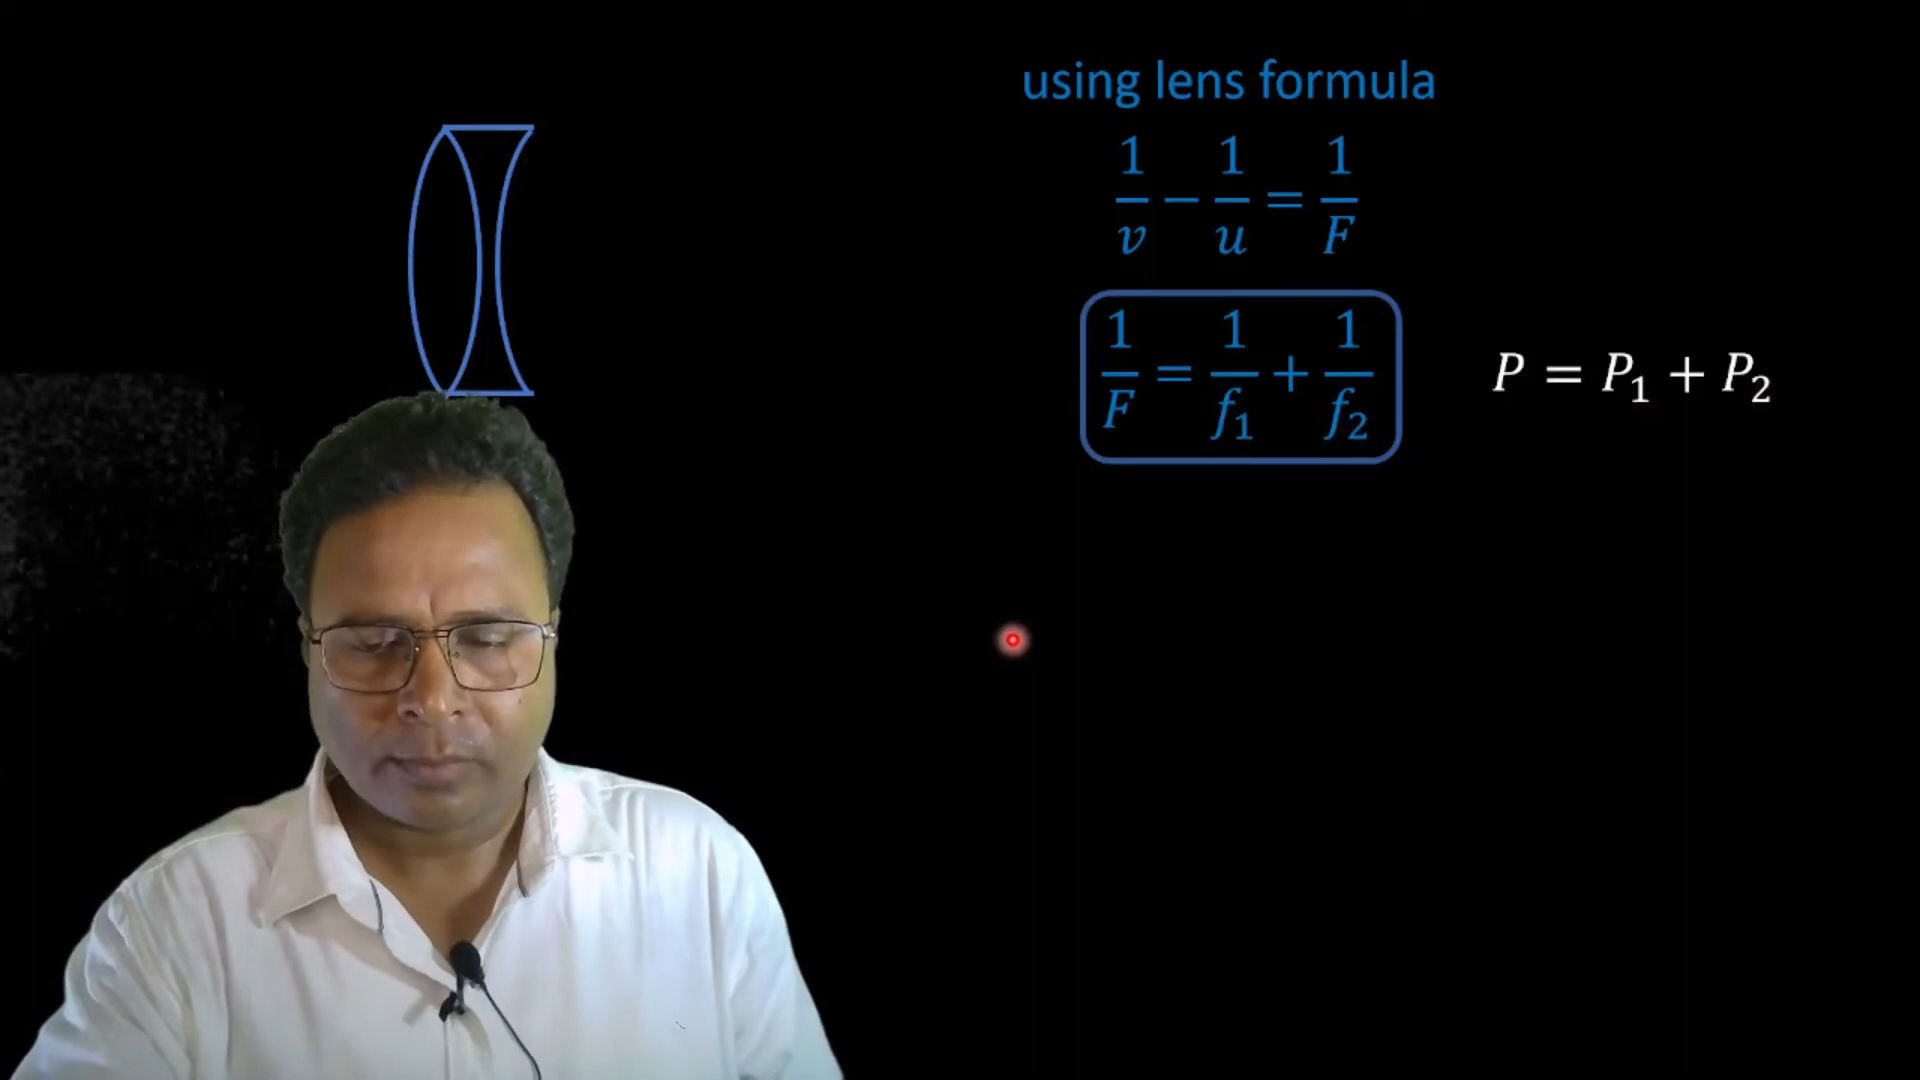 using lens formula
1/v − 1/u = 1/F
1/F = 1/f₁ + 1/f₂
P = P₁ + P₂